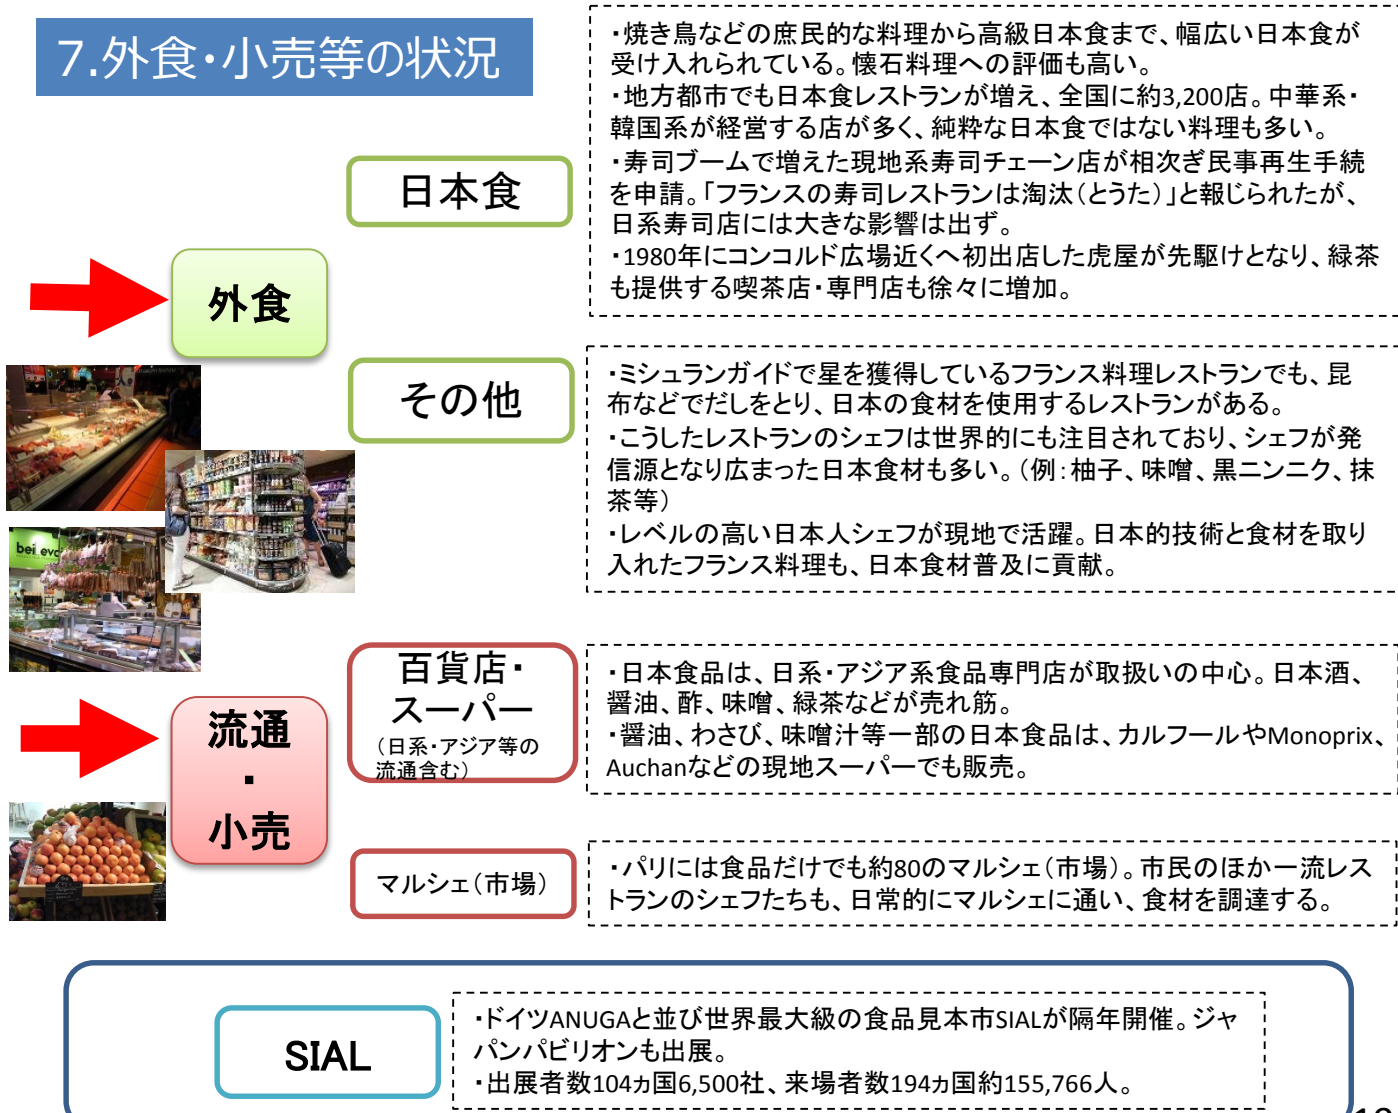 7.外食・小売等の状況
・焼き鳥などの庶民的な料理から高級日本食まで、幅広い日本食が
受け入れられている。懐石料理への評価も高い。
・地方都市でも日本食レストランが増え、全国に約3,200店。中華系・
韓国系が経営する店が多く、純粋な日本食ではない料理も多い。
・寿司ブームで増えた現地系寿司チェーン店が相次ぎ民事再生手続
を申請。「フランスの寿司レストランは淘汰（とうた）」と報じられたが、
日系寿司店には大きな影響は出ず。
・1980年にコンコルド広場近くへ初出店した虎屋が先駆けとなり、緑茶
も提供する喫茶店・専門店も徐々に増加。
日本食
外食
その他
・ミシュランガイドで星を獲得しているフランス料理レストランでも、昆
布などでだしをとり、日本の食材を使用するレストランがある。
・こうしたレストランのシェフは世界的にも注目されており、シェフが発
信源となり広まった日本食材も多い。（例：柚子、味噌、黒ニンニク、抹
茶等）
・レベルの高い日本人シェフが現地で活躍。日本的技術と食材を取り
入れたフランス料理も、日本食材普及に貢献。
流通
・
小売
百貨店・
スーパー
（日系・アジア等の
流通含む）
・日本食品は、日系・アジア系食品専門店が取扱いの中心。日本酒、
醤油、酢、味噌、緑茶などが売れ筋。
・醤油、わさび、味噌汁等一部の日本食品は、カルフールやMonoprix、
Auchanなどの現地スーパーでも販売。
マルシェ（市場）
・パリには食品だけでも約80のマルシェ（市場）。市民のほか一流レス
トランのシェフたちも、日常的にマルシェに通い、食材を調達する。
SIAL
・ドイツANUGAと並び世界最大級の食品見本市SIALが隔年開催。ジャ
パンパビリオンも出展。
・出展者数104ヵ国6,500社、来場者数194ヵ国約155,766人。